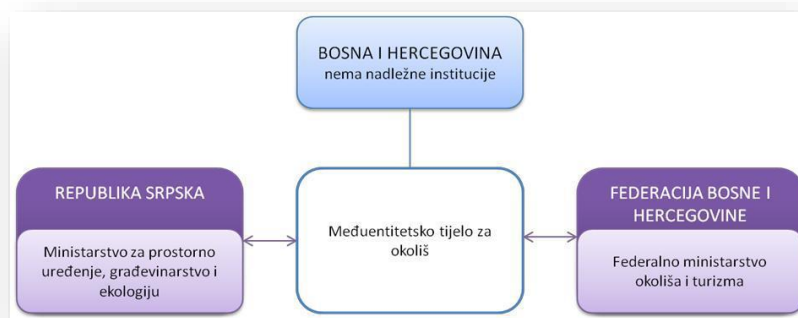 BOSNA I HERCEGOVINA
nema nadležne institucije
REPUBLIKA SRPSKA
Ministarstvo za prostorno
uređenje, građevinarstvo i
ekologiju
Međuentitetsko tijelo za
okoliš
FEDERACIJA BOSNE I
HERCEGOVINE
Federalno ministarstvo
okoliša i turizma